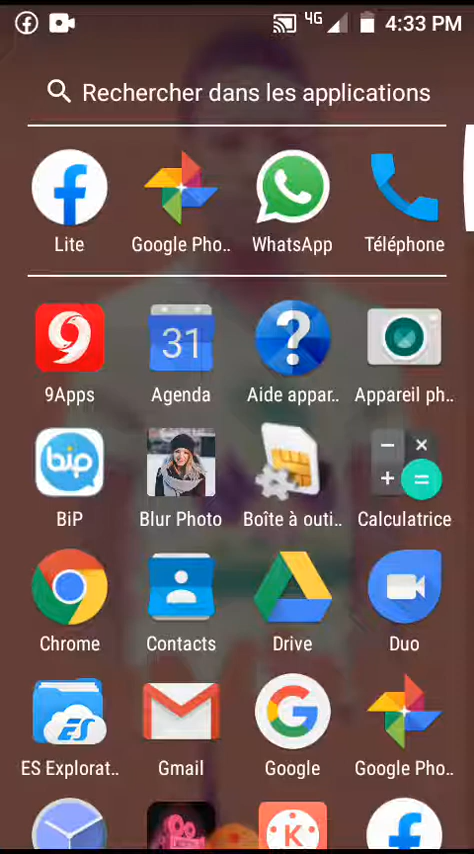 4G 4:33 PM
Rechercher dans les applications
Lite Google Pho.. WhatsApp Téléphone
31
9Apps Agenda Aide appar.. Appareil ph..
bip
BiP Blur Photo Boîte à outi.. Calculatrice
Chrome Contacts Drive Duo
ES
ES Explorat.. Gmail Google Google Pho..
K